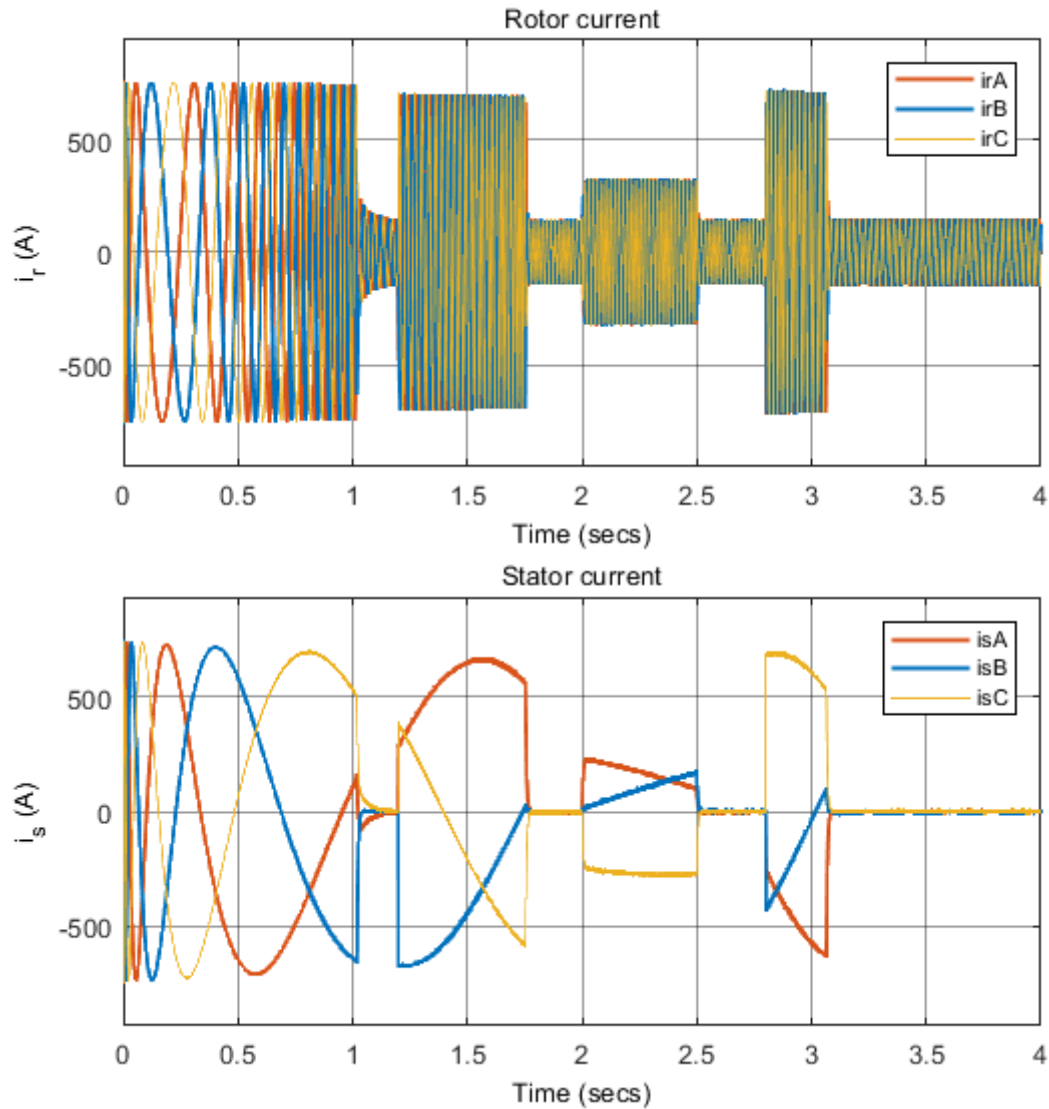 Rotor current
irA
irB
irC
500
0
-500
i_r (A)
0 0.5 1 1.5 2 2.5 3 3.5 4
Time (secs)
Stator current
isA
isB
isC
500
0
-500
i_s (A)
0 0.5 1 1.5 2 2.5 3 3.5 4
Time (secs)